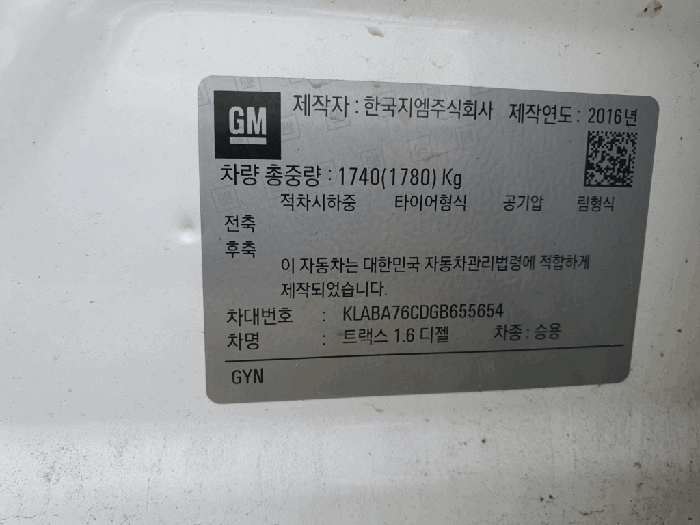 GM 제작자 : 한국지엠주식회사 제작연도 : 2016년
차량 총중량 : 1740(1780) Kg
적차시하중 타이어형식 공기압 림형식
전축
후축
이 자동차는 대한민국 자동차관리법령에 적합하게
제작되었습니다.
차대번호 : KLABA76CDGB655654
차명 : 트랙스 1.6 디젤 차종 : 승용
GYN